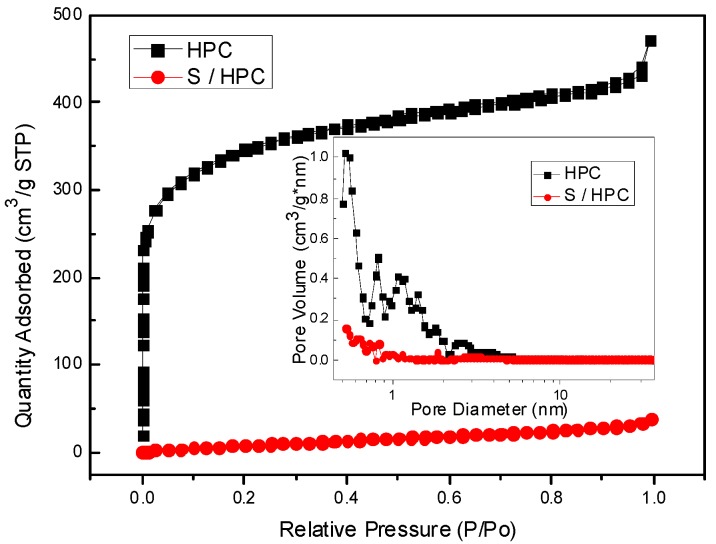 500
400
300
200
100
0
Quantity Adsorbed (cm³/g STP)
HPC
S / HPC
0.0 0.2 0.4 0.6 0.8 1.0
Relative Pressure (P/Po)
1.0
0.8
0.6
0.4
0.2
0.0
Pore Volume (cm³/g*nm)
HPC
S / HPC
1 10
Pore Diameter (nm)